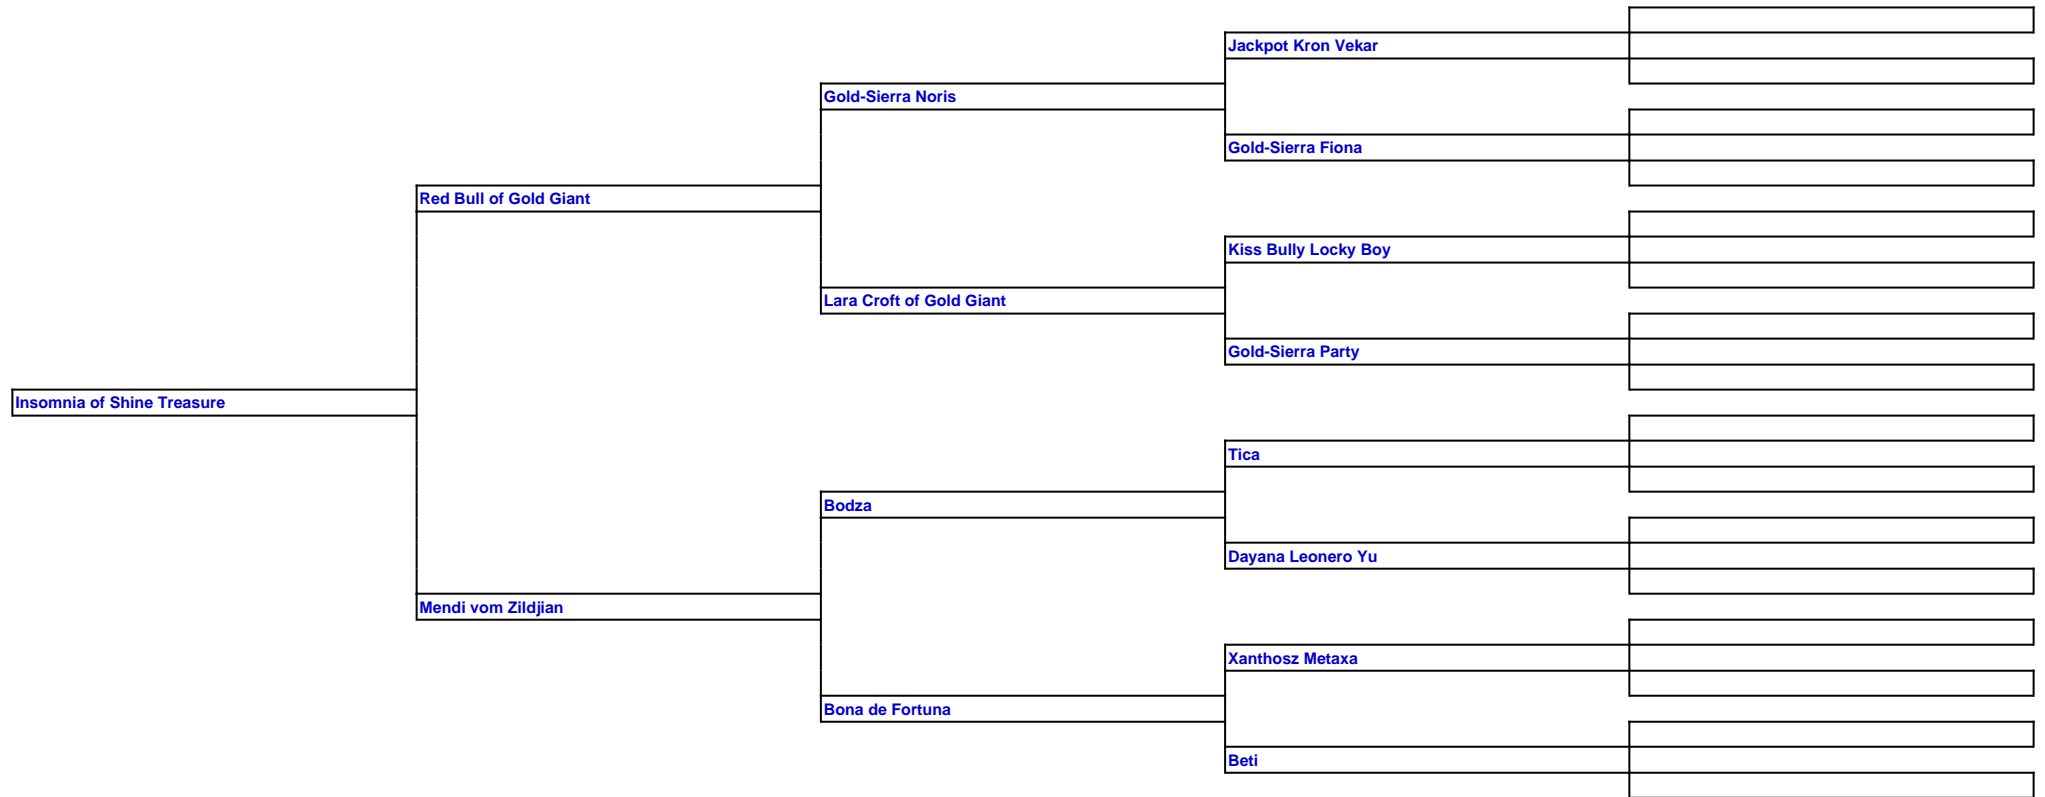 Jackpot Kron Vekar
Gold-Sierra Noris
Gold-Sierra Fiona
Red Bull of Gold Giant
Kiss Bully Locky Boy
Lara Croft of Gold Giant
Gold-Sierra Party
Insomnia of Shine Treasure
Tica
Bodza
Dayana Leonero Yu
Mendi vom Zildjian
Xanthosz Metaxa
Bona de Fortuna
Beti